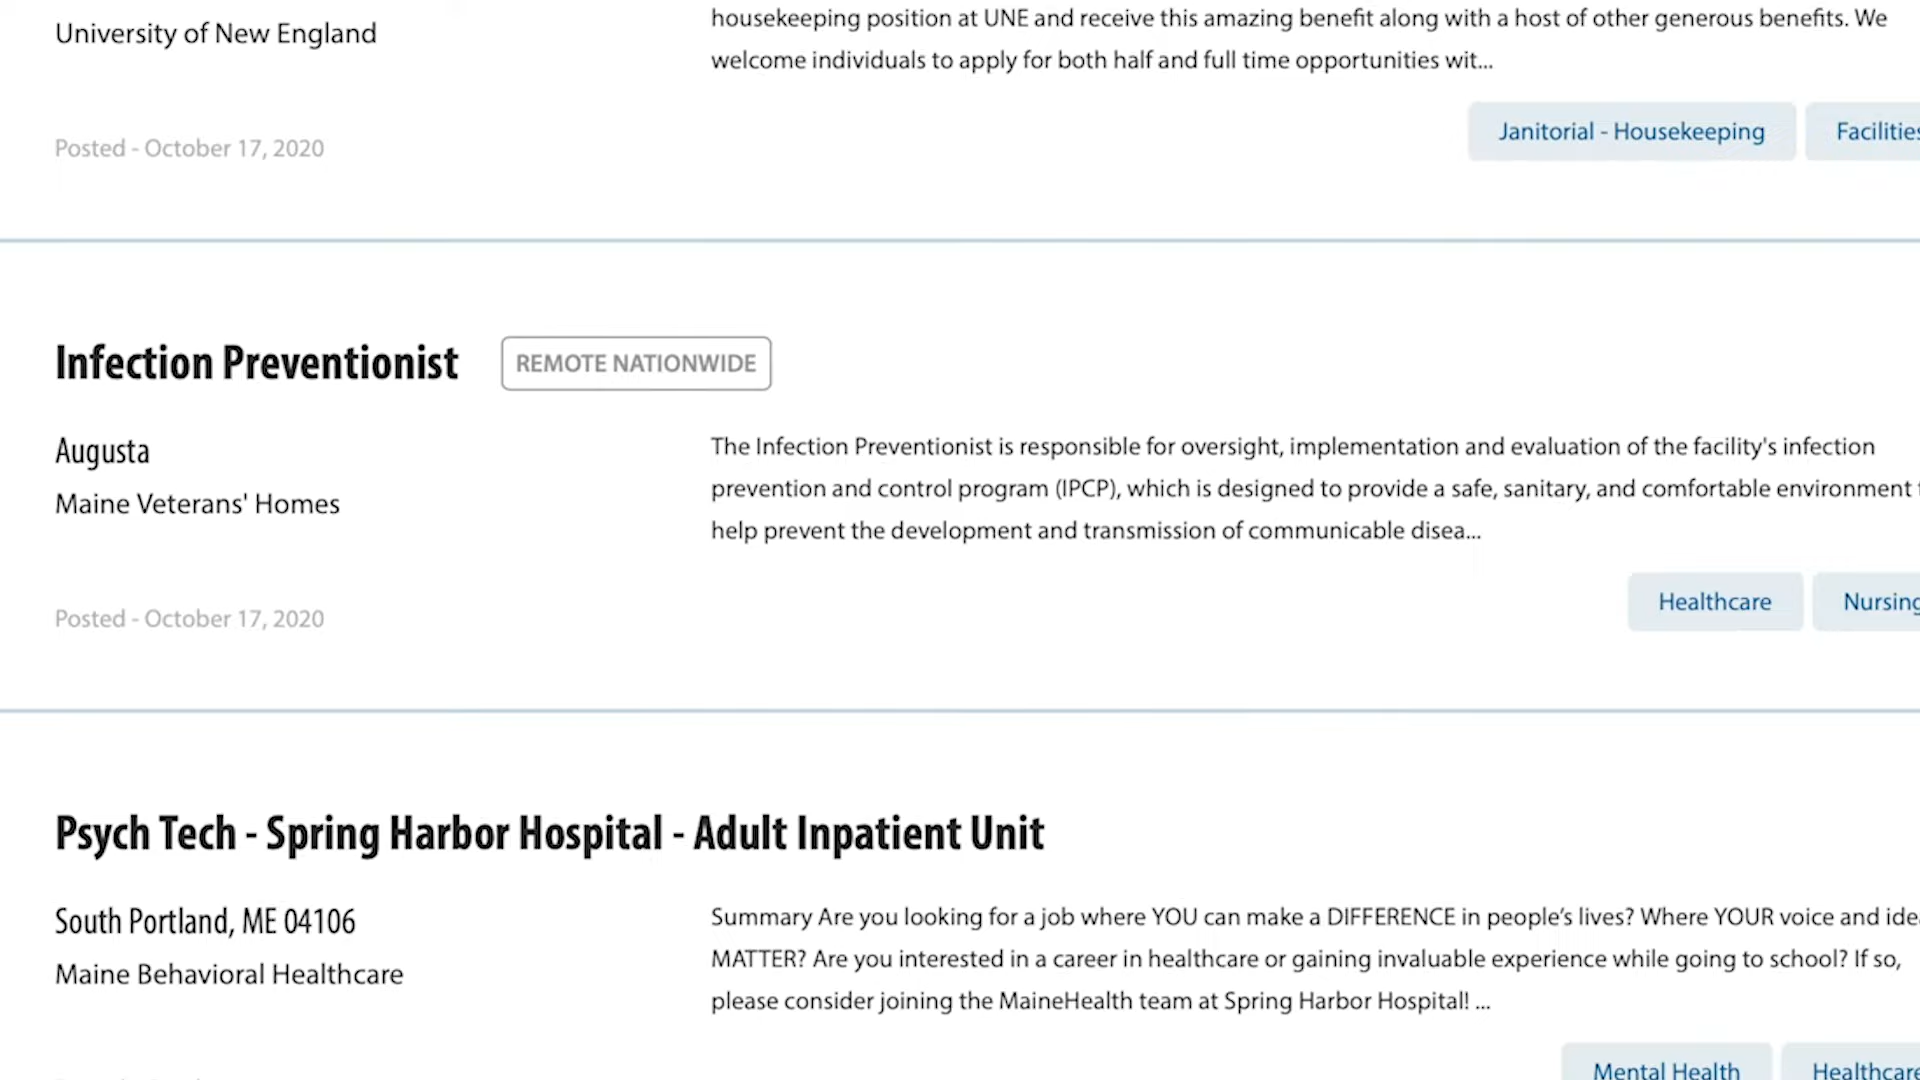 University of New England
housekeeping position at UNE and receive this amazing benefit along with a host of other generous benefits. We
welcome individuals to apply for both half and full time opportunities wit...
Posted - October 17, 2020
Janitorial - Housekeeping
Facilities
Infection Preventionist
REMOTE NATIONWIDE
Augusta
Maine Veterans' Homes
The Infection Preventionist is responsible for oversight, implementation and evaluation of the facility's infection
prevention and control program (IPCP), which is designed to provide a safe, sanitary, and comfortable environment
help prevent the development and transmission of communicable disea...
Posted - October 17, 2020
Healthcare
Nursing
Psych Tech - Spring Harbor Hospital - Adult Inpatient Unit
South Portland, ME 04106
Maine Behavioral Healthcare
Summary Are you looking for a job where YOU can make a DIFFERENCE in people's lives? Where YOUR voice and
MATTER? Are you interested in a career in healthcare or gaining invaluable experience while going to school? If so,
please consider joining the MaineHealth team at Spring Harbor Hospital! ...
Mental Health
Healthcare